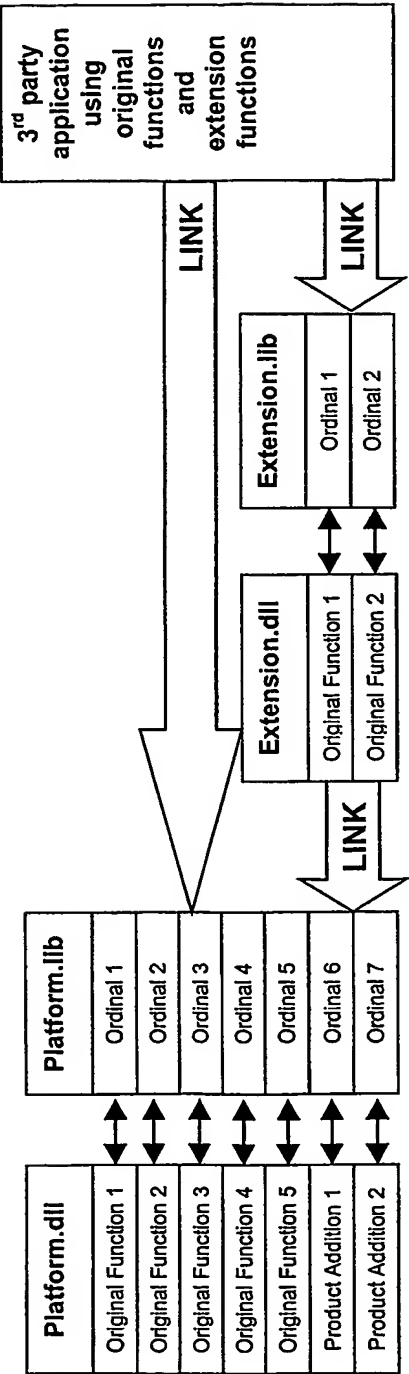 Platform.dll
Original Function 1
Original Function 2
Original Function 3
Original Function 4
Original Function 5
Product Addition 1
Product Addition 2
Platform.lib
Ordinal 1
Ordinal 2
Ordinal 3
Ordinal 4
Ordinal 5
Ordinal 6
Ordinal 7
LINK
Extension.dll
Original Function 1
Original Function 2
Extension.lib
Ordinal 1
Ordinal 2
LINK
LINK
3rd party
application
using
original
functions
and
extension
functions